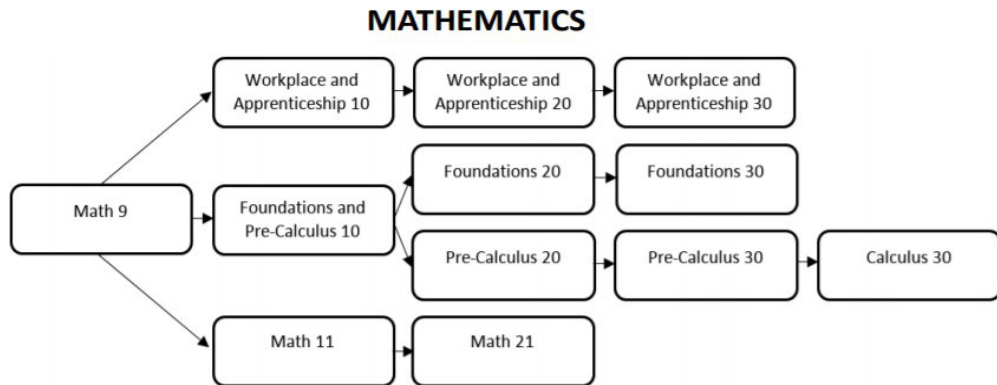 MATHEMATICS
Workplace and
Apprenticeship 10
Workplace and
Apprenticeship 20
Workplace and
Apprenticeship 30
Foundations 20
Foundations 30
Math 9
Foundations and
Pre-Calculus 10
Pre-Calculus 20
Pre-Calculus 30
Calculus 30
Math 11
Math 21